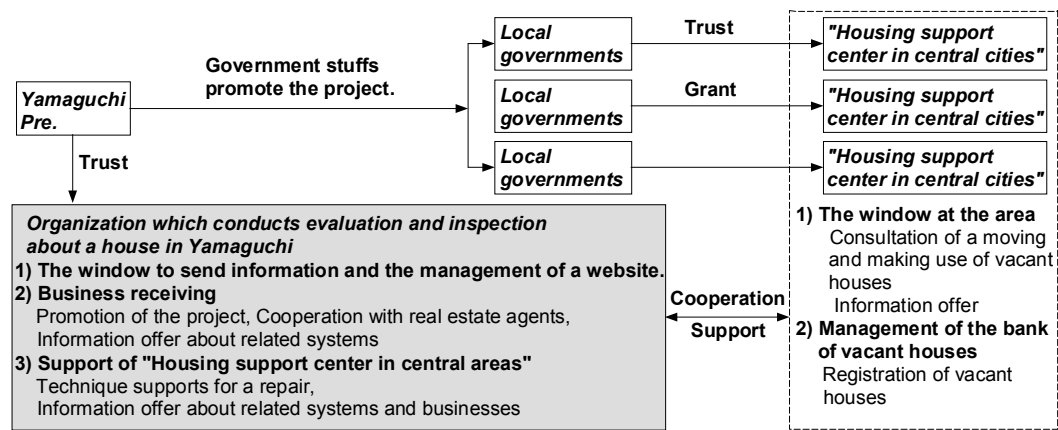 Yamaguchi
Pre.
Government stuffs
promote the project.
Trust
Local
governments
Trust
"Housing support
center in central cities"
Local
governments
Grant
"Housing support
center in central cities"
Local
governments
"Housing support
center in central cities"
Organization which conducts evaluation and inspection
about a house in Yamaguchi
1) The window to send information and the management of a website.
2) Business receiving
Promotion of the project, Cooperation with real estate agents,
Information offer about related systems
3) Support of "Housing support center in central areas"
Technique supports for a repair,
Information offer about related systems and businesses
Cooperation
Support
1) The window at the area
Consultation of a moving
and making use of vacant
houses
Information offer
2) Management of the bank
of vacant houses
Registration of vacant
houses